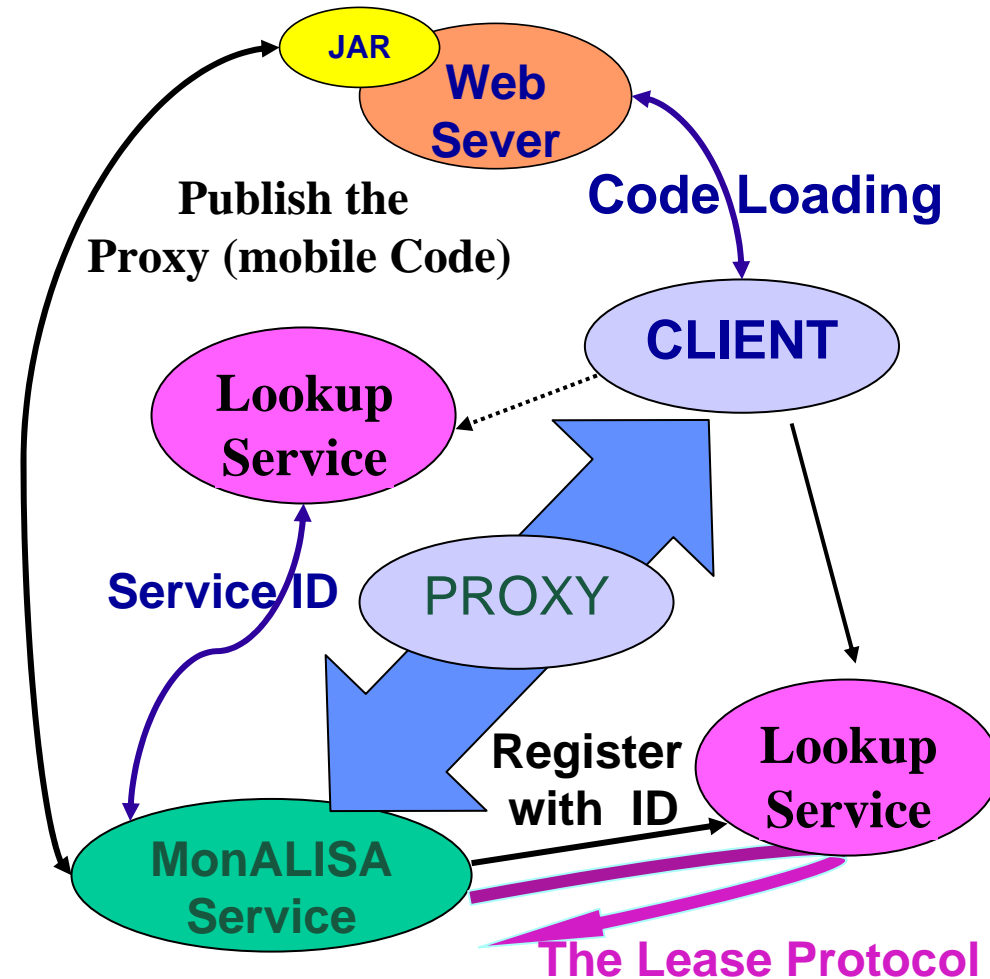 JAR
Web
Sever
Publish the
Proxy (mobile Code)
Code Loading
CLIENT
Lookup
Service
Service ID
PROXY
Register
with ID
Lookup
Service
MonALISA
Service
The Lease Protocol